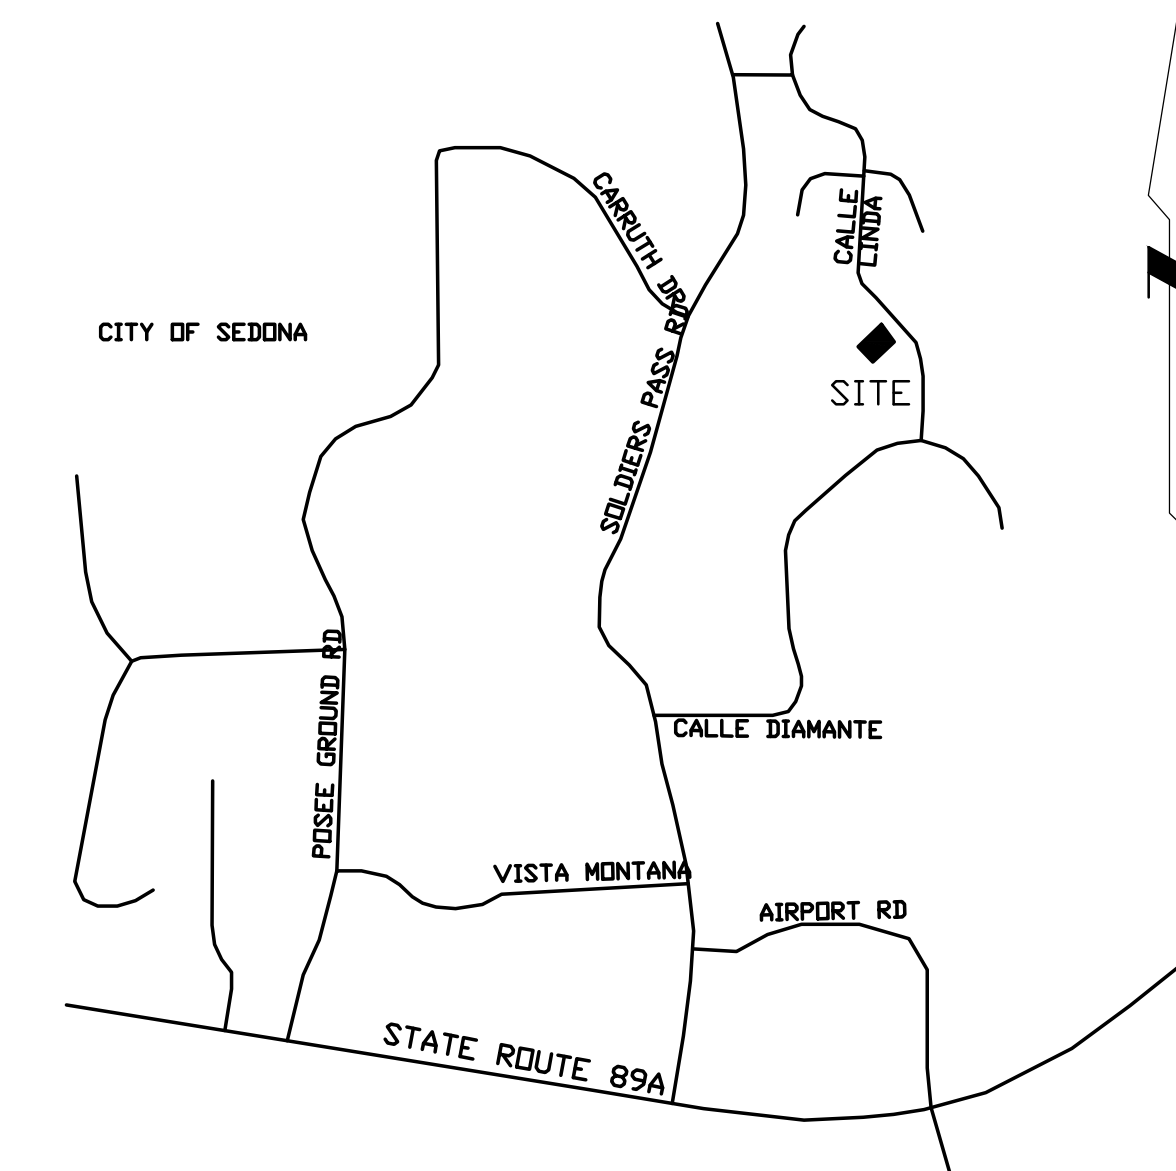 CARRUTH DR
CALLE
LINDA
CITY OF SEDONA
SOLDIERS PASS RD
SITE
POSEE GROUND RD
CALLE DIAMANTE
VISTA MONTANA
AIRPORT RD
STATE ROUTE 89A